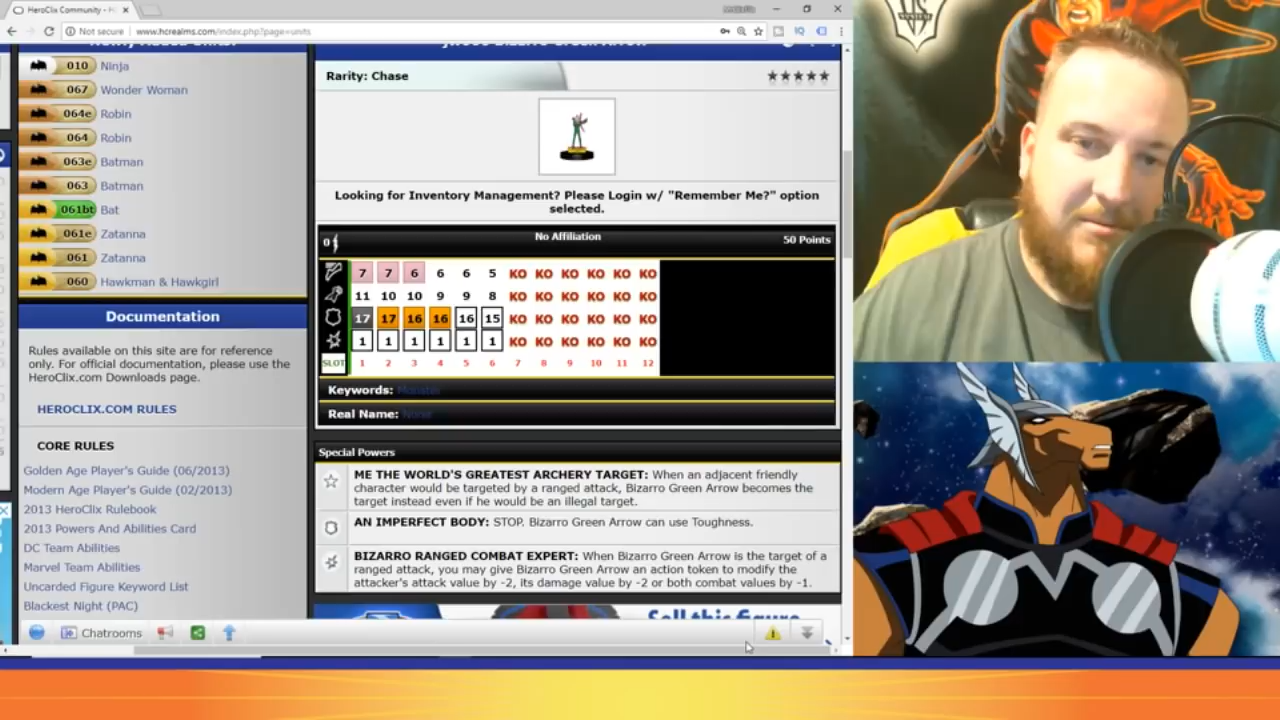 HeroClix Community - H
Not secure
www.hcrealms.com/index.php?page=units
010 Ninja
067 Wonder Woman
064e Robin
064 Robin
063e Batman
063 Batman
061bt Bat
061e Zatanna
061 Zatanna
060 Hawkman & Hawkgirl
Documentation
Rules available on this site are for reference
only. For official documentation, please use the
HeroClix.com Downloads page.
HEROCLIX.COM RULES
CORE RULES
Golden Age Player's Guide (06/2013)
Modern Age Player's Guide (02/2013)
2013 HeroClix Rulebook
2013 Powers And Abilities Card
DC Team Abilities
Marvel Team Abilities
Uncarded Figure Keyword List
Blackest Night (PAC)
Chatrooms
Rarity: Chase
Looking for Inventory Management? Please Login w/ "Remember Me?" option
selected.
0 No Affiliation 50 Points
7 7 6 6 6 5 KO KO KO KO KO KO
11 10 10 9 9 8 KO KO KO KO KO KO
17 17 16 16 16 15 KO KO KO KO KO KO
1 1 1 1 1 1 KO KO KO KO KO KO
SLOT 1 2 3 4 5 6 7 8 9 10 11 12
Keywords: Monster
Real Name: None
Special Powers
ME THE WORLD'S GREATEST ARCHERY TARGET: When an adjacent friendly
character would be targeted by a ranged attack, Bizarro Green Arrow becomes the
target instead even if he would be an illegal target.
AN IMPERFECT BODY: STOP. Bizarro Green Arrow can use Toughness.
BIZARRO RANGED COMBAT EXPERT: When Bizarro Green Arrow is the target of a
ranged attack, you may give Bizarro Green Arrow an action token to modify the
attacker's attack value by -2, its damage value by -2 or both combat values by -1.
Sell this figure